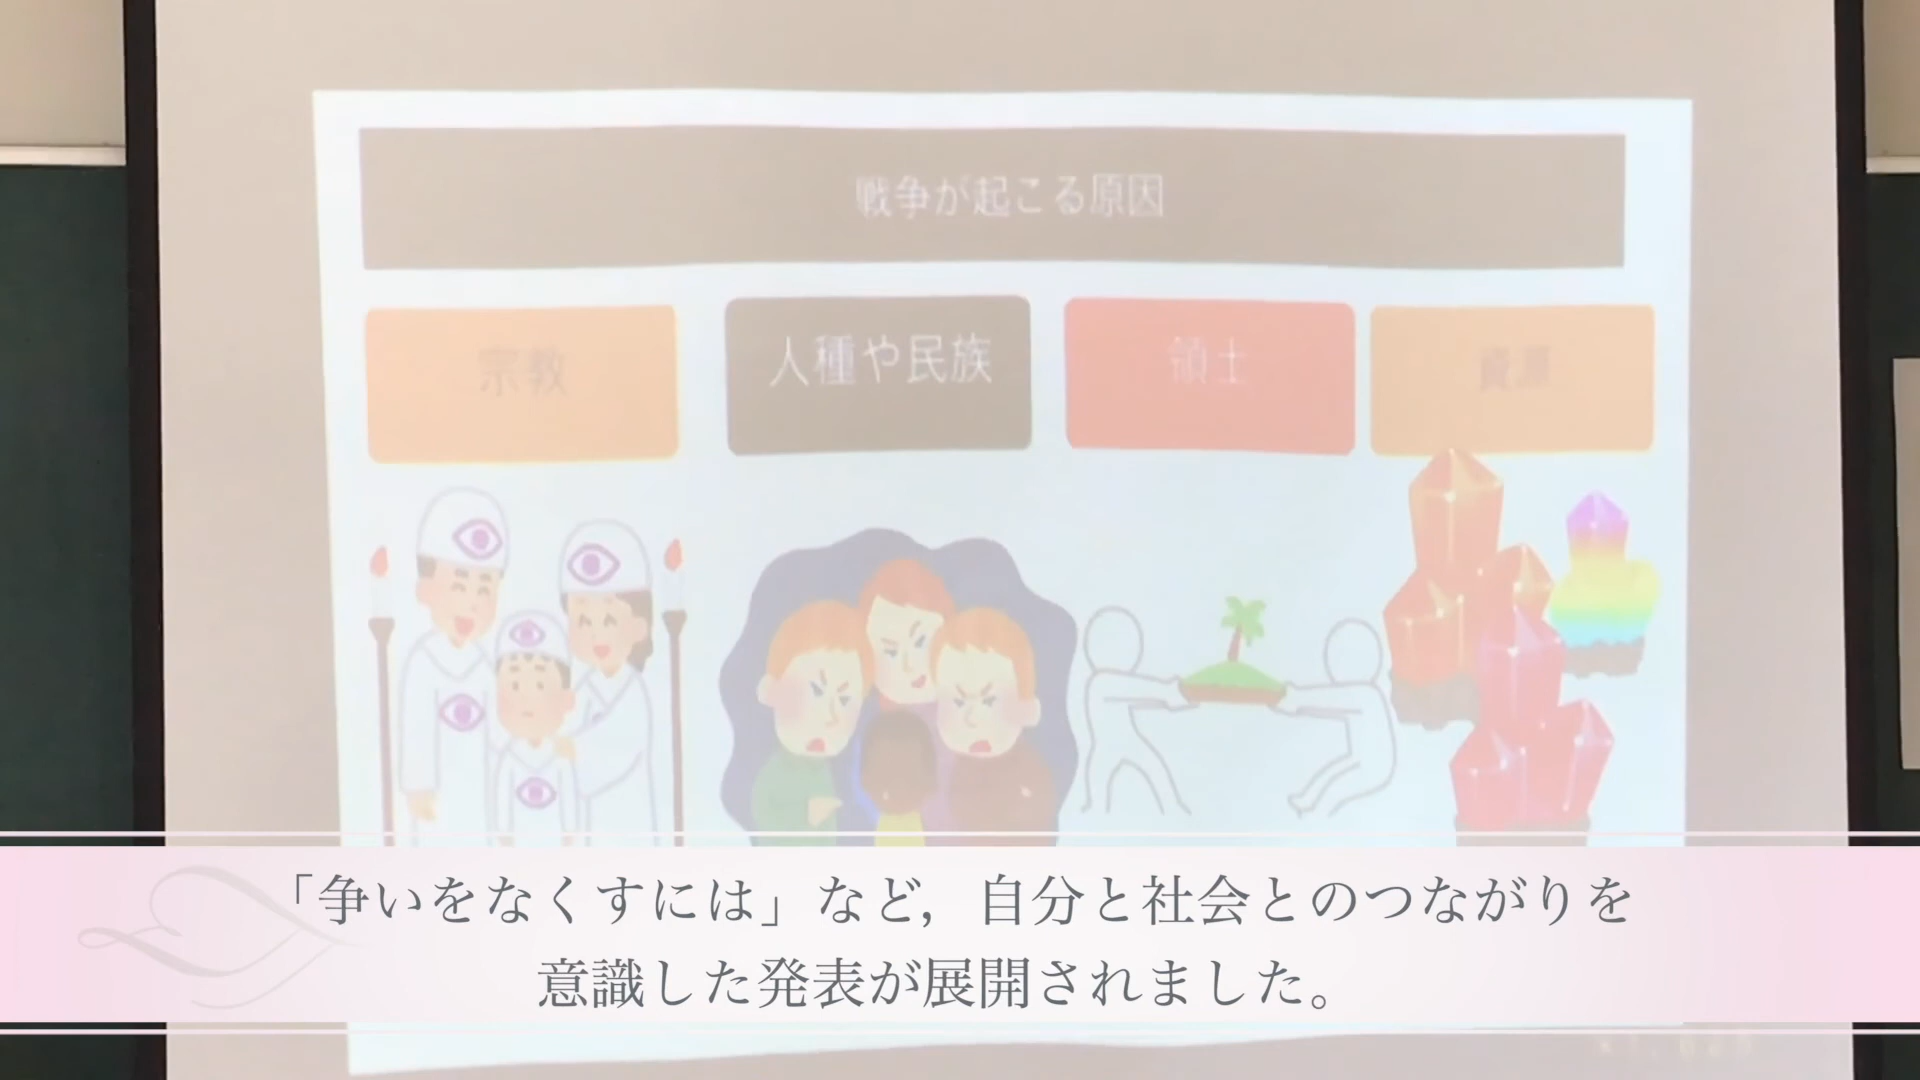 戦争が起こる原因
宗教
人種や民族
領土
資源
「争いをなくすには」など，自分と社会とのつながりを
意識した発表が展開されました。